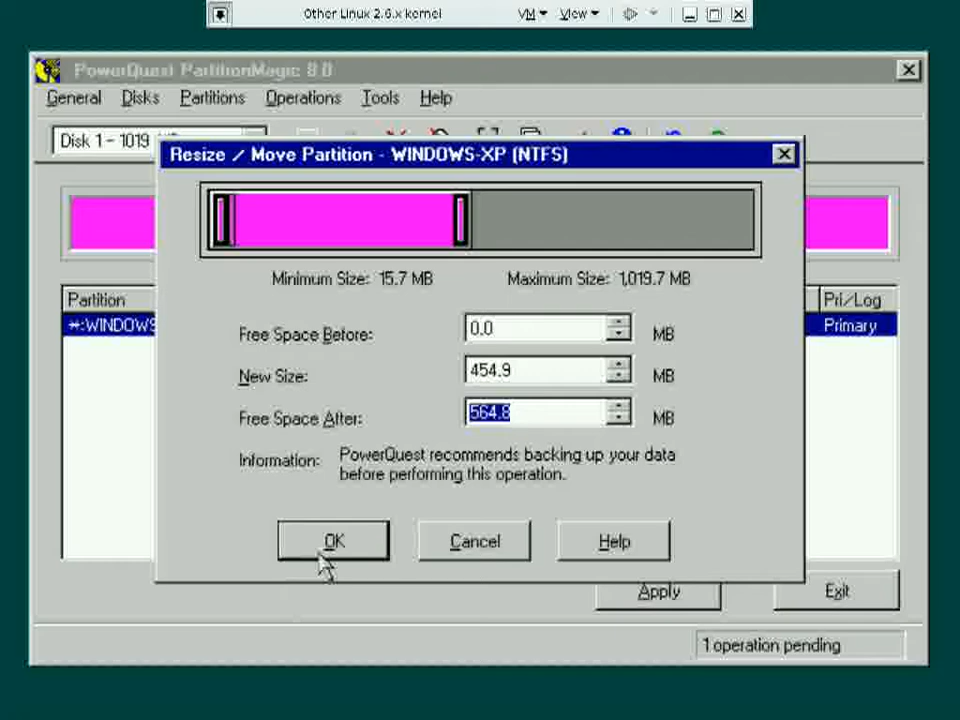 Other Linux 2.6.x kernel VM View
PowerQuest PartitionMagic 8.0
General Disks Partitions Operations Tools Help
Disk 1 - 1019
Resize / Move Partition - WINDOWS-XP (NTFS)
Minimum Size: 15.7 MB Maximum Size: 1,019.7 MB
Partition Pri/Log
*:WINDOWS Primary
Free Space Before: 0.0 MB
New Size: 454.9 MB
Free Space After: 564.8 MB
Information: PowerQuest recommends backing up your data
before performing this operation.
OK Cancel Help
Apply Exit
1 operation pending